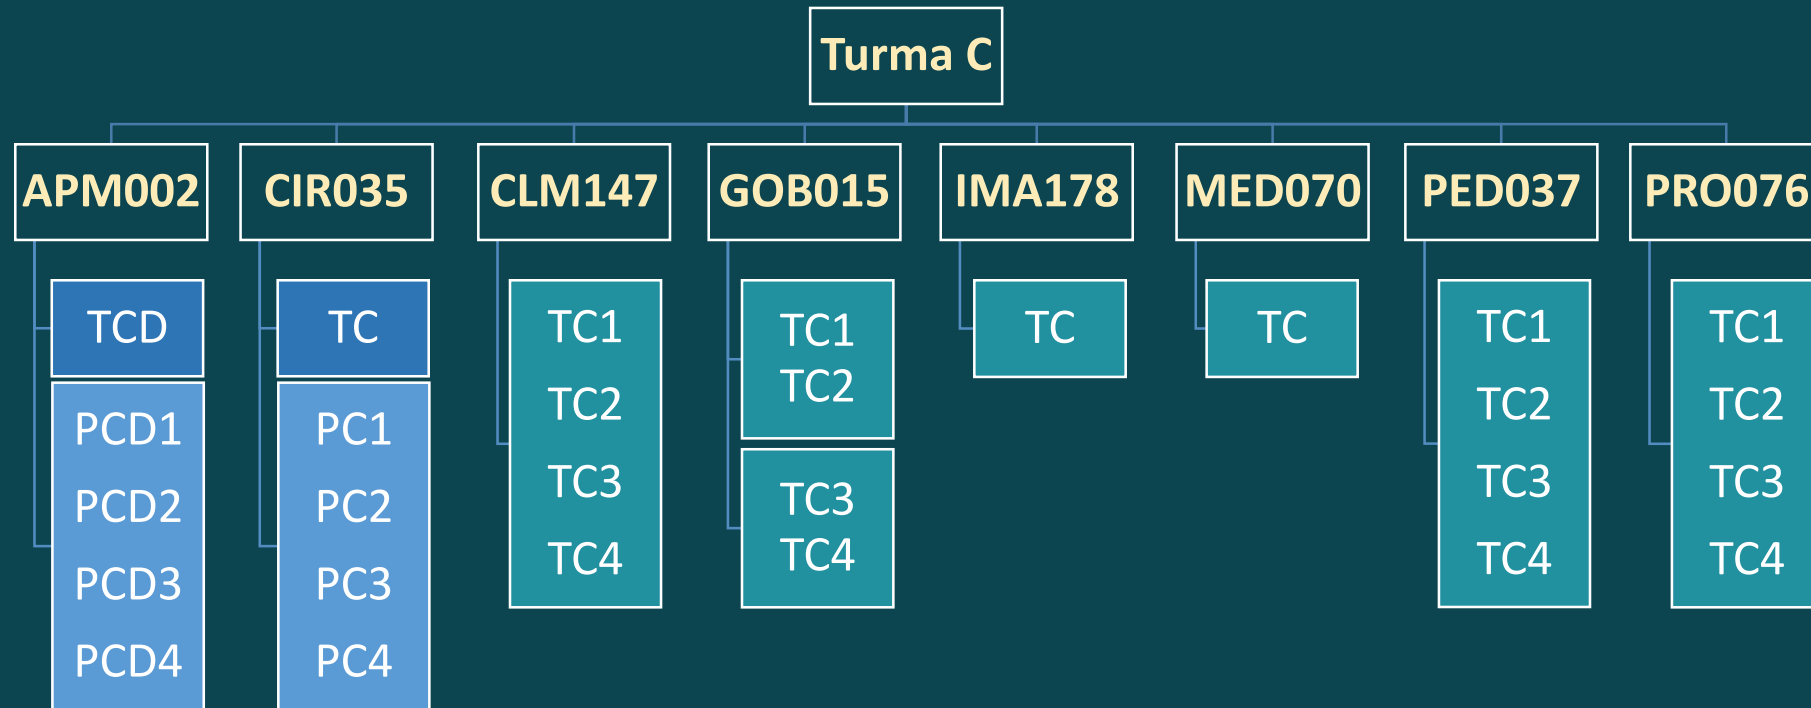 Turma C
APM002
CIR035
CLM147
GOB015
IMA178
MED070
PED037
PRO076
TCD
PCD1
PCD2
PCD3
PCD4
TC
PC1
PC2
PC3
PC4
TC1
TC2
TC3
TC4
TC1
TC2
TC3
TC4
TC
TC
TC1
TC2
TC3
TC4
TC1
TC2
TC3
TC4